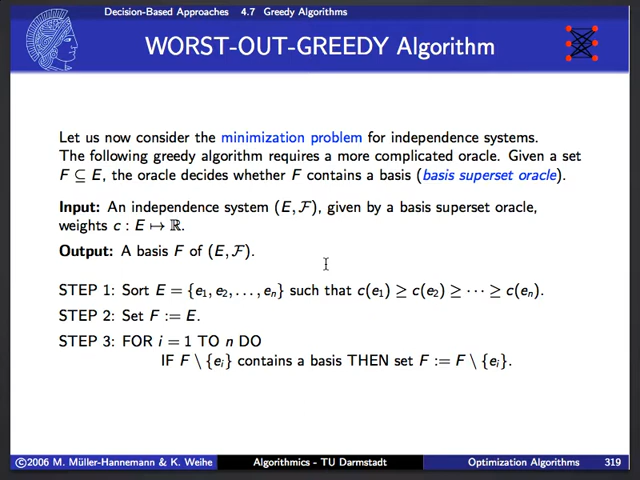 Decision-Based Approaches 4.7 Greedy Algorithms
WORST-OUT-GREEDY Algorithm
Let us now consider the minimization problem for independence systems.
The following greedy algorithm requires a more complicated oracle. Given a set
F ⊆ E, the oracle decides whether F contains a basis (basis superset oracle).
Input: An independence system (E, ℱ), given by a basis superset oracle,
weights c : E ↦ ℝ.
Output: A basis F of (E, ℱ).
STEP 1: Sort E = {e₁, e₂, . . . , eₙ} such that c(e₁) ≥ c(e₂) ≥ · · · ≥ c(eₙ).
STEP 2: Set F := E.
STEP 3: FOR i = 1 TO n DO
IF F \ {eᵢ} contains a basis THEN set F := F \ {eᵢ}.
©2006 M. Müller-Hannemann & K. Weihe Algorithmics - TU Darmstadt Optimization Algorithms 319